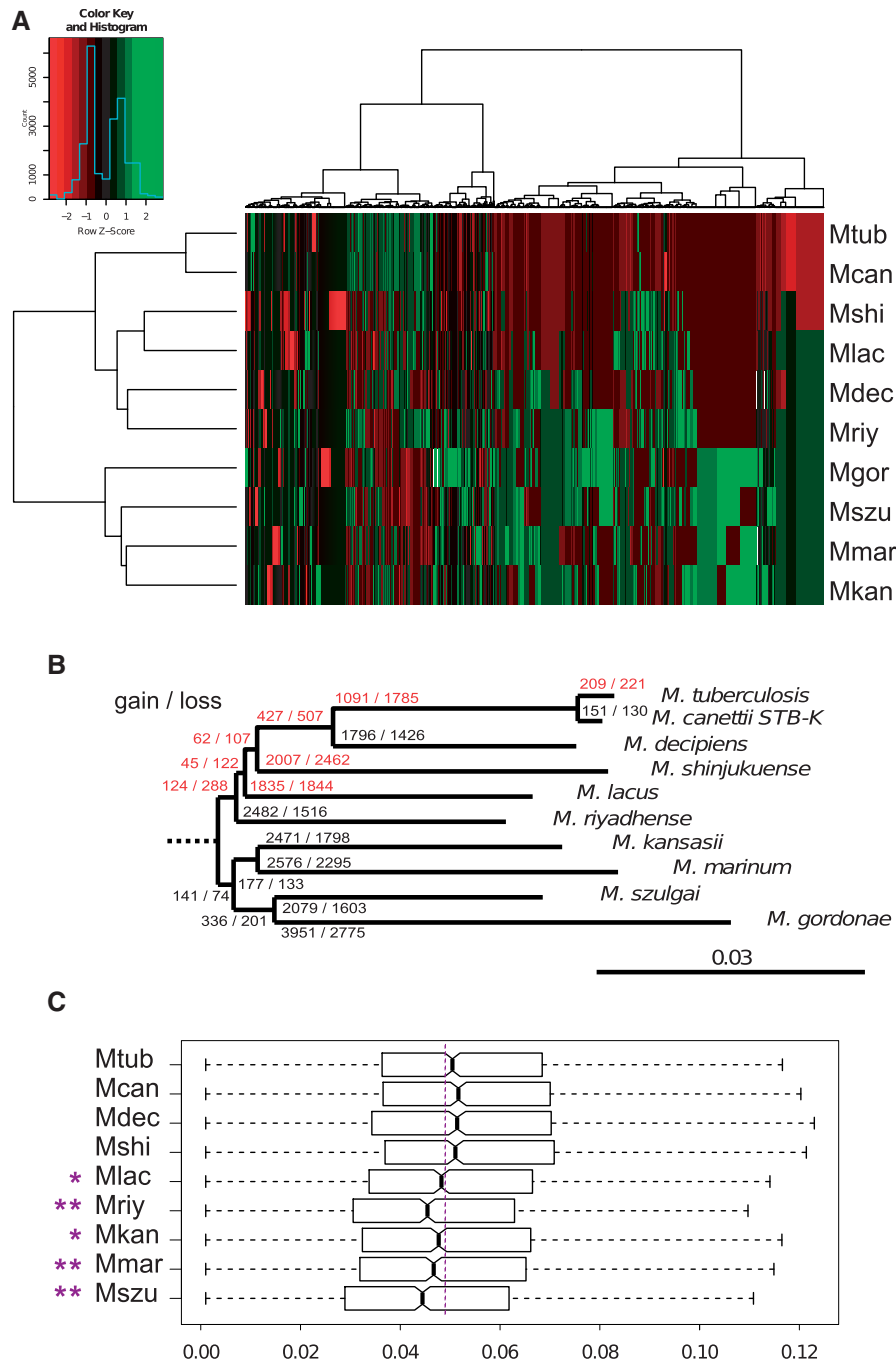 A
Color Key
and Histogram
Count
0 1000 3000 5000
−2 −1 0 1 2
Row Z−Score
Mtub
Mcan
Mshi
Mlac
Mdec
Mriy
Mgor
Mszu
Mmar
Mkan
B
gain / loss
209 / 221
M. tuberculosis
1091 / 1785
151 / 130
M. canettii STB-K
427 / 507
1796 / 1426
M. decipiens
62 / 107
2007 / 2462
M. shinjukuense
45 / 122
124 / 288
1835 / 1844
M. lacus
2482 / 1516
M. riyadhense
2471 / 1798
M. kansasii
2576 / 2295
M. marinum
177 / 133
141 / 74
M. szulgai
2079 / 1603
336 / 201
M. gordonae
3951 / 2775
0.03
C
Mtub
Mcan
Mdec
Mshi
* Mlac
** Mriy
* Mkan
** Mmar
** Mszu
0.00 0.02 0.04 0.06 0.08 0.10 0.12